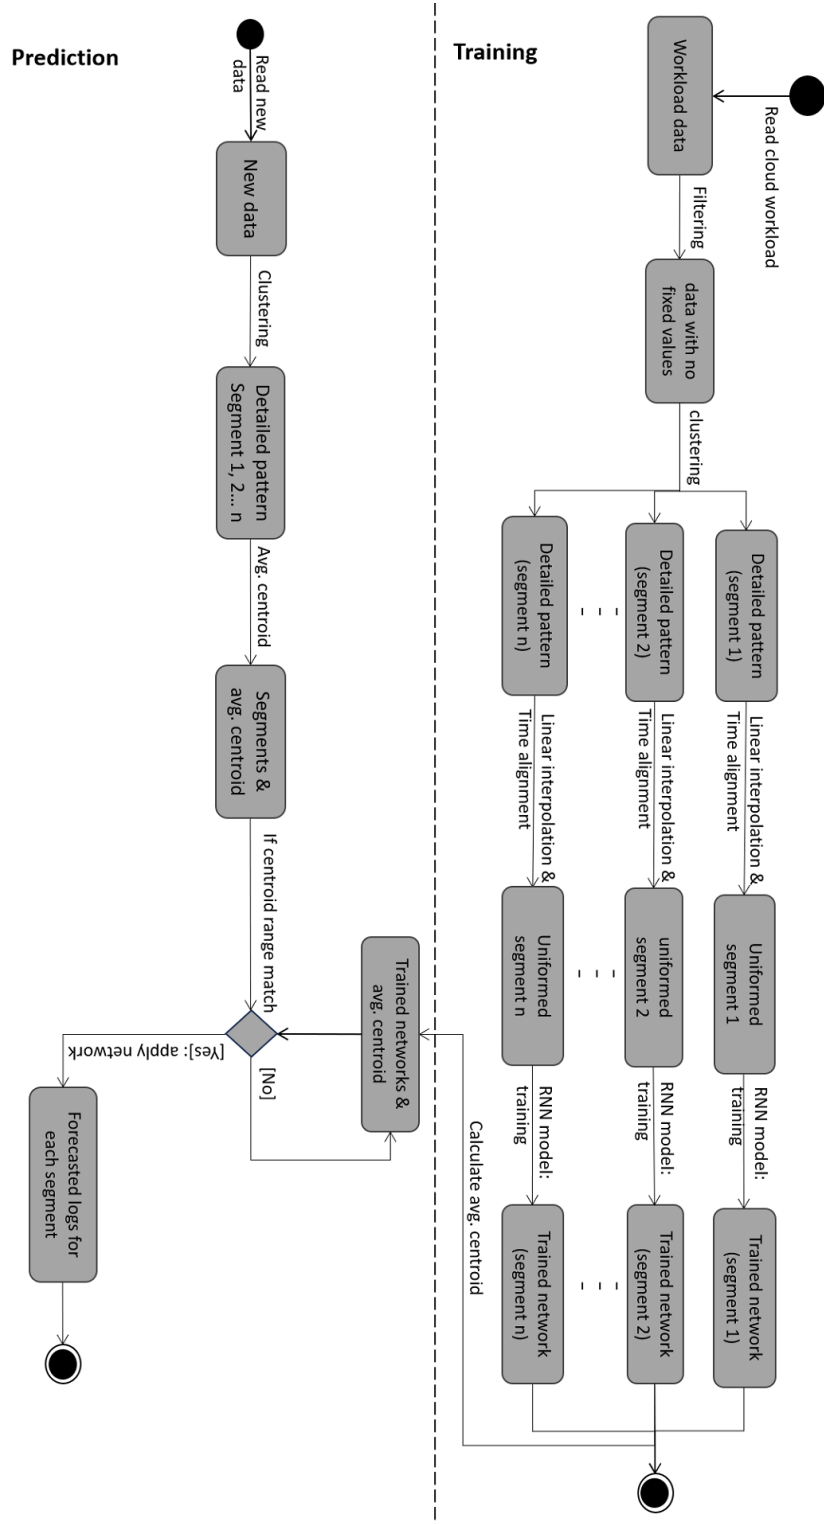 Training
Read cloud workload
Workload data
Filtering
data with no
fixed values
clustering
Detailed pattern
(segment 1)
Linear interpolation &
Time alignment
Uniformed
segment 1
RNN model:
training
Trained network
(segment 1)
Detailed pattern
(segment 2)
Linear interpolation &
Time alignment
uniformed
segment 2
RNN model:
training
Trained network
(segment 2)
- - -
- - -
- - -
Detailed pattern
(segment n)
Linear interpolation &
Time alignment
Uniformed
segment n
RNN model:
training
Trained network
(segment n)
Calculate avg. centroid
Prediction
Read new
data
New data
Clustering
Detailed pattern
Segment 1, 2... n
Avg. centroid
Segments &
avg. centroid
If centroid range match
Trained networks &
avg. centroid
[No]
[Yes]: apply network
Forecasted logs for
each segment